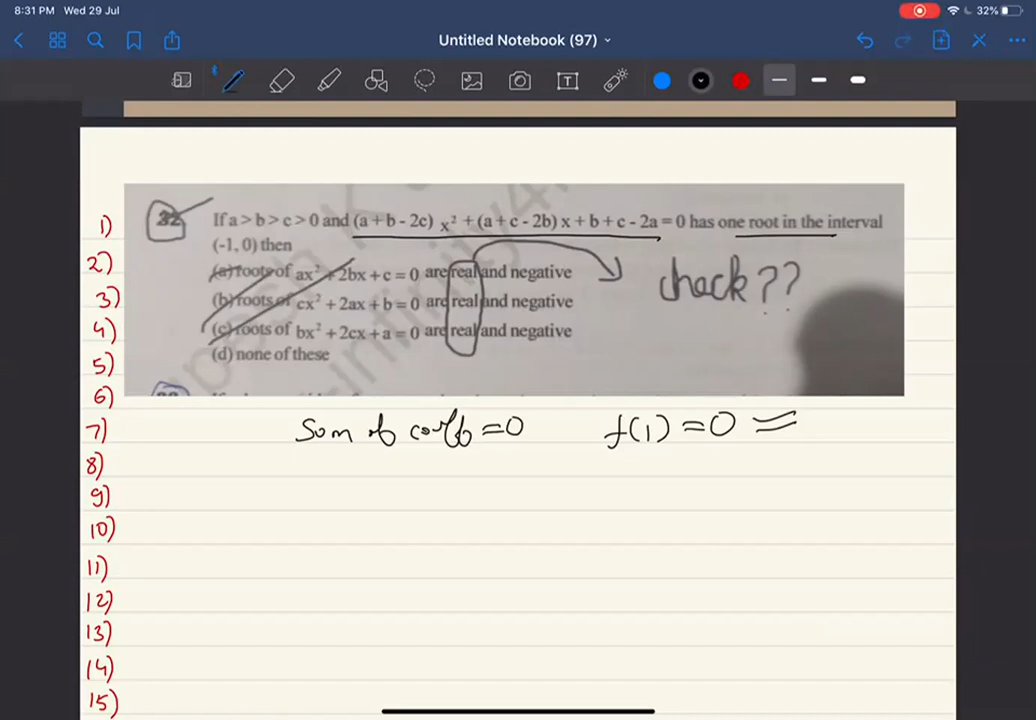 8:31 PM Wed 29 Jul
32%
Untitled Notebook (97)
32. If a > b > c > 0 and (a + b - 2c) x² + (a + c - 2b) x + b + c - 2a = 0 has one root in the interval
(-1, 0) then
(a) roots of ax² + 2bx + c = 0 are real and negative
(b) roots of cx² + 2ax + b = 0 are real and negative
(c) roots of bx² + 2cx + a = 0 are real and negative
(d) none of these
check??
Sum of coeff = 0 f(1) = 0
1)
2)
3)
4)
5)
6)
7)
8)
9)
10)
11)
12)
13)
14)
15)